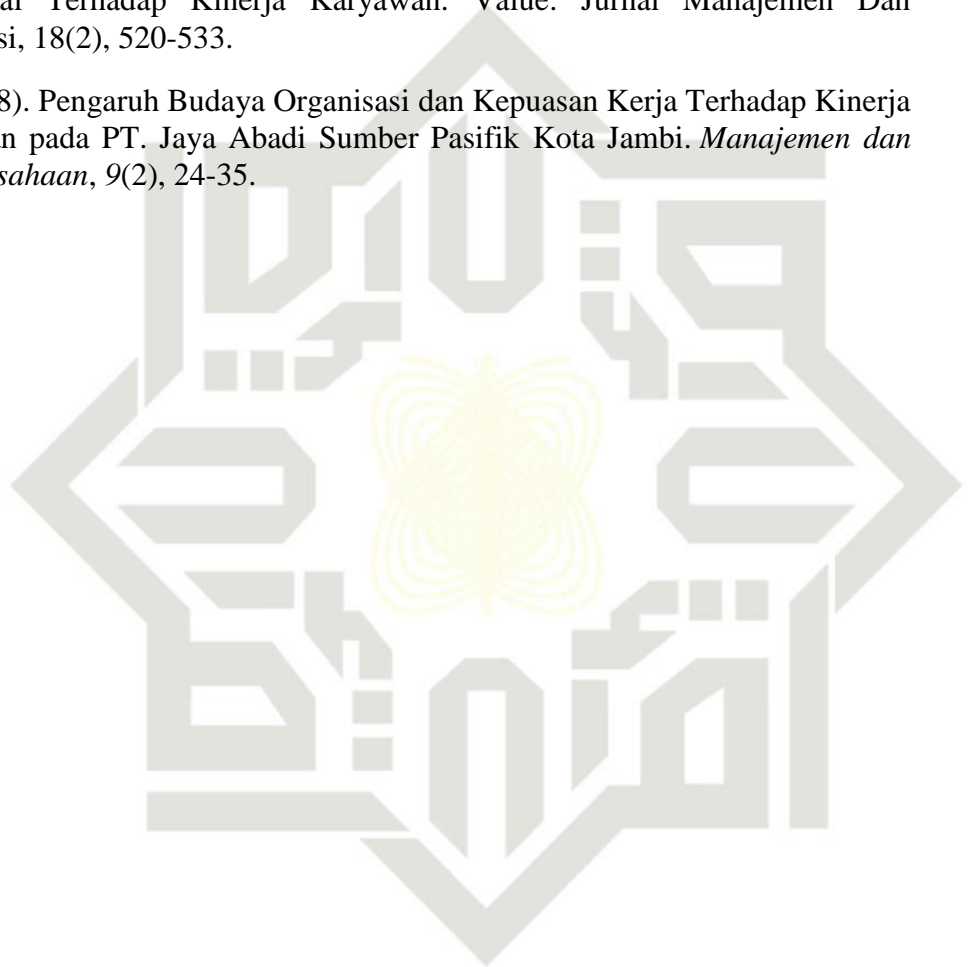 al Terhadap Kinerja Karyawan. Value: Jurnal Manajemen Dan
si, 18(2), 520-533.
8). Pengaruh Budaya Organisasi dan Kepuasan Kerja Terhadap Kinerja
n pada PT. Jaya Abadi Sumber Pasifik Kota Jambi. Manajemen dan
sahaan, 9(2), 24-35.